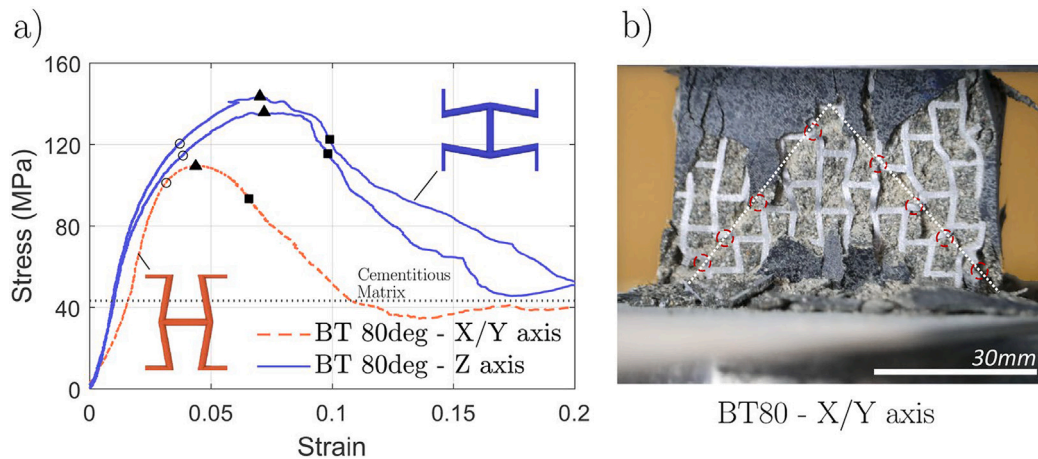 a)
b)
160
120
80
40
0
Stress (MPa)
Cementitious
Matrix
BT 80deg - X/Y axis
BT 80deg - Z axis
0
0.05
0.1
0.15
0.2
Strain
30mm
BT80 - X/Y axis